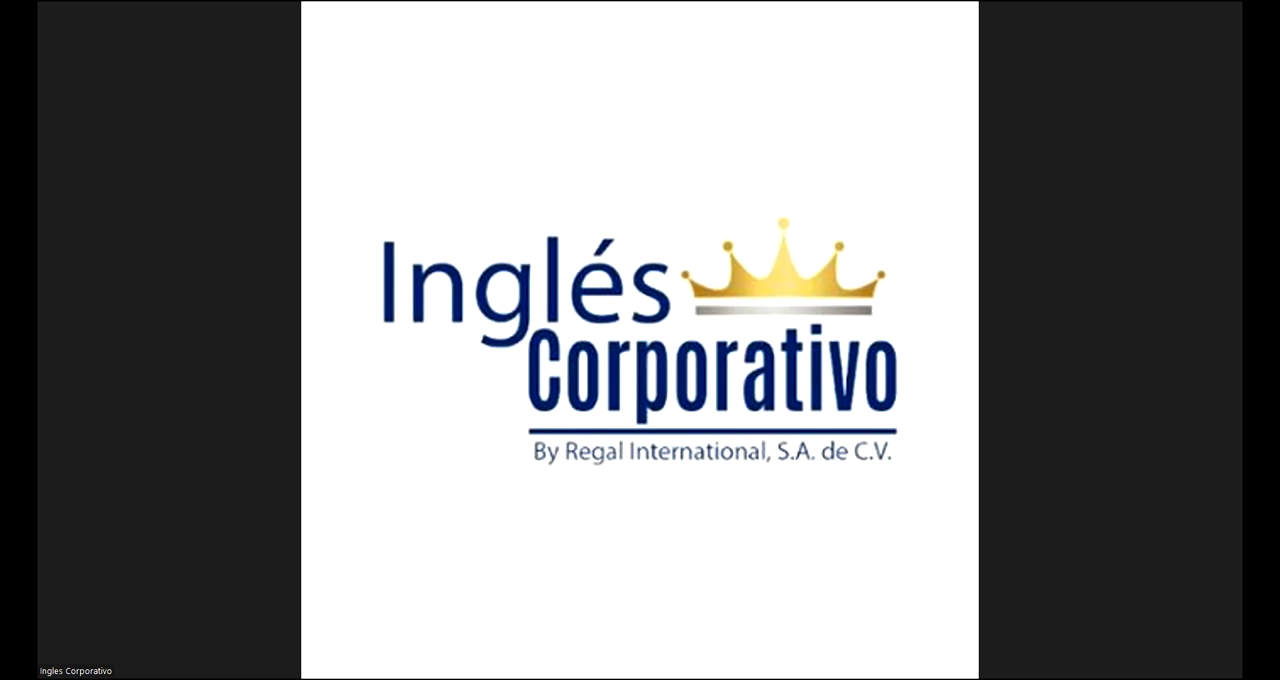 Inglés
Corporativo
By Regal International, S.A. de C.V.
Ingles Corporativo